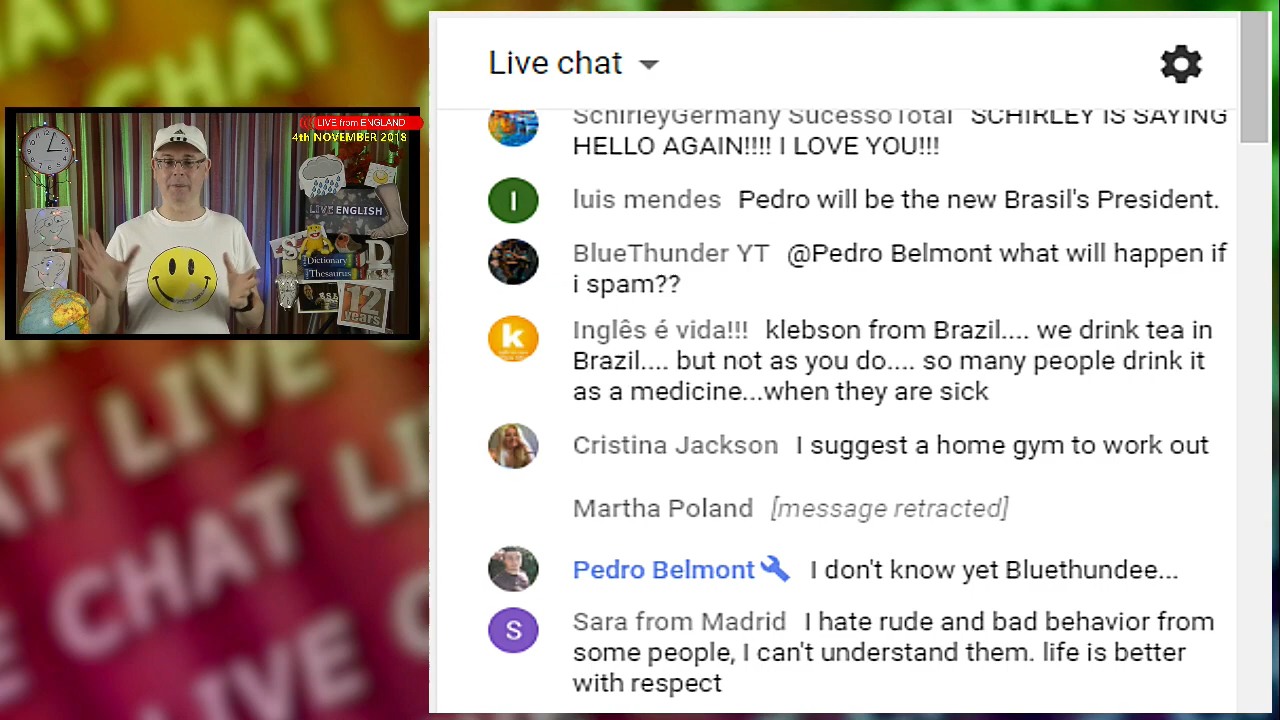 LIVE from ENGLAND
4th NOVEMBER 2018
LIVE ENGLISH
Dictionary
Thesaurus
S
D
12
years
CHAT
LIVE
CHAT
LIVE
Live chat
SchirleyGermany SucessoTotal SCHIRLEY IS SAYING
HELLO AGAIN!!!! I LOVE YOU!!!
I
luis mendes Pedro will be the new Brasil's President.
BlueThunder YT @Pedro Belmont what will happen if
i spam??
k
Inglês é vida!!! klebson from Brazil.... we drink tea in
Brazil.... but not as you do.... so many people drink it
as a medicine...when they are sick
Cristina Jackson I suggest a home gym to work out
Martha Poland [message retracted]
Pedro Belmont I don't know yet Bluethundee...
S
Sara from Madrid I hate rude and bad behavior from
some people, I can't understand them. life is better
with respect